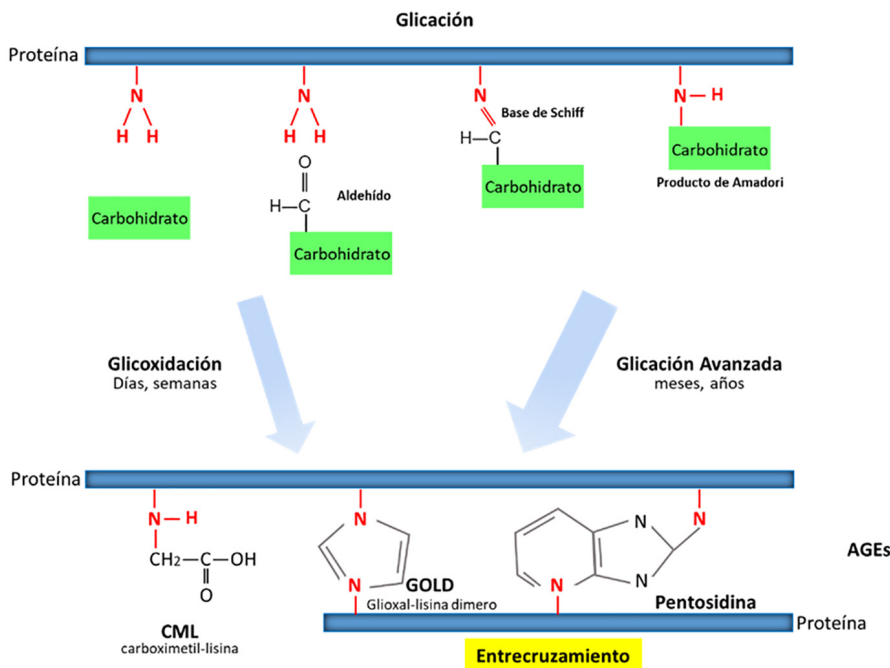 Glicación
Proteína
N
N
N
Base de Schiff
N
H
H H
H H
H C
Carbohidrato
O
Producto de Amadori
Aldehído
H C
Carbohidrato
Carbohidrato
Carbohidrato
Glicoxidación
Días, semanas
Glicación Avanzada
meses, años
Proteína
N H
N
N
N
N
CH2 C OH
O
N
GOLD
Glioxal-lisina dimero
N
N
Pentosidina
AGEs
CML
carboximetil-lisina
Proteína
Entrecruzamiento